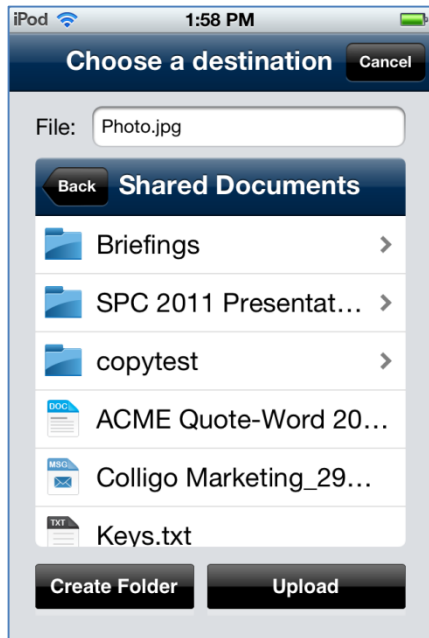 iPod 1:58 PM
Choose a destination Cancel
File: Photo.jpg
Back Shared Documents
Briefings
SPC 2011 Presentat...
copytest
DOC ACME Quote-Word 20...
MSG Colligo Marketing_29...
TXT Keys.txt
Create Folder Upload